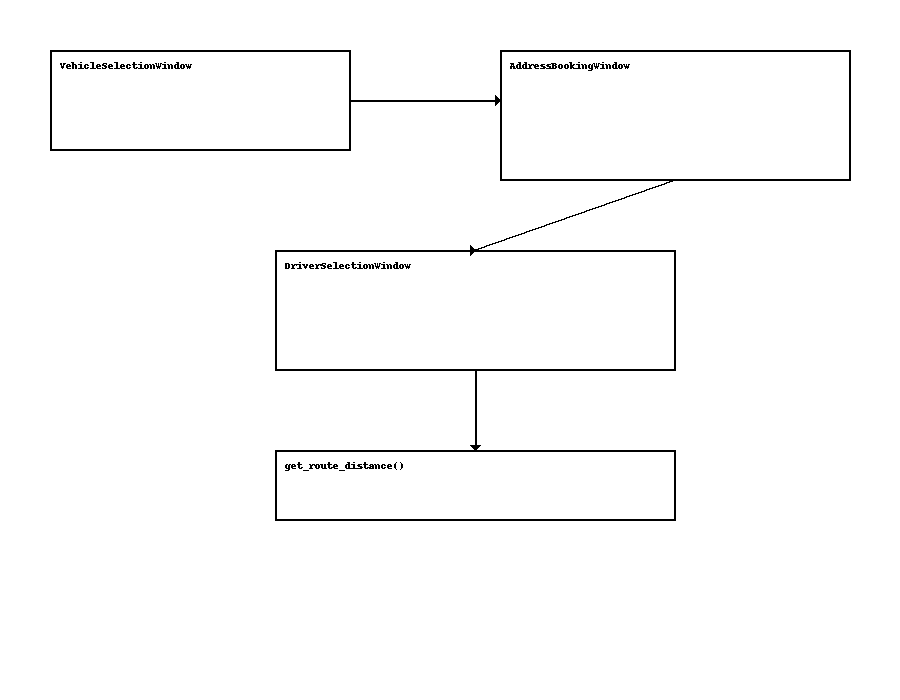 VehicleSelectionWindow
AddressBookingWindow
DriverSelectionWindow
get_route_distance()